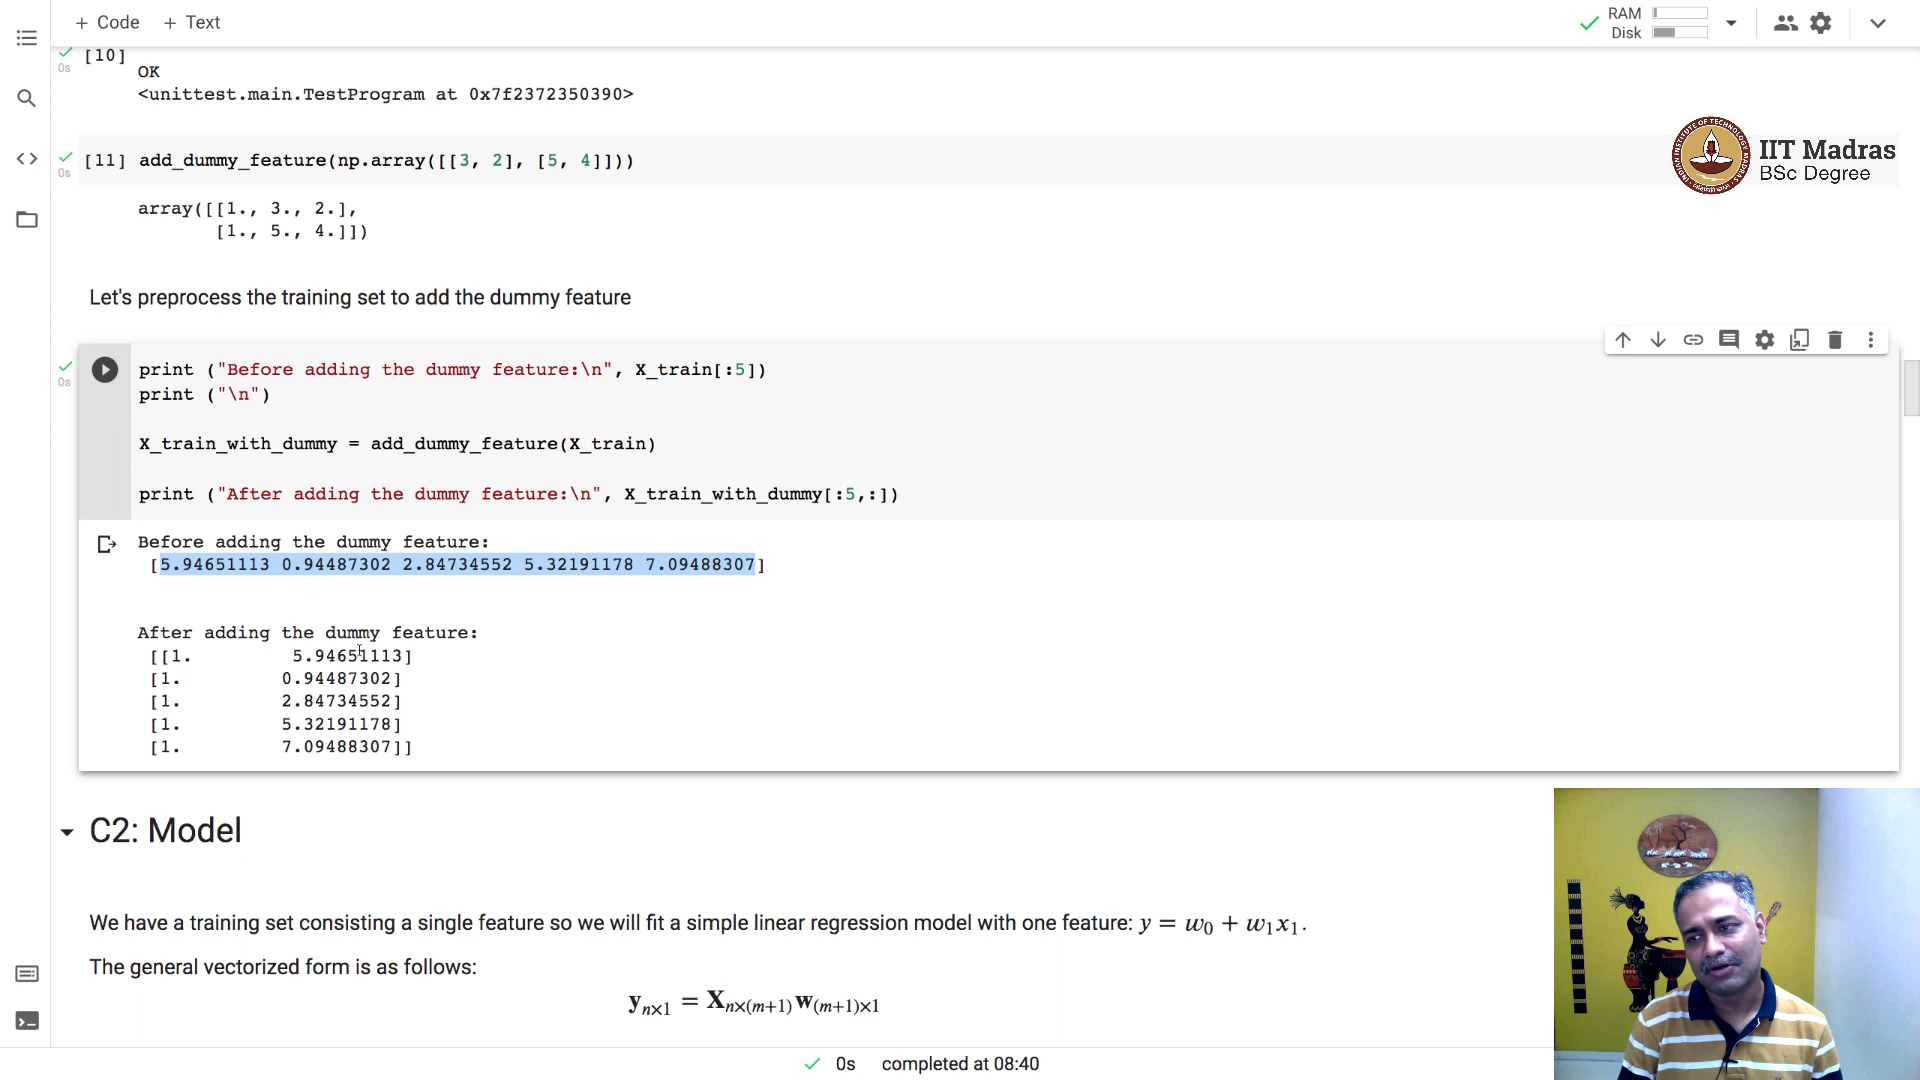 + Code + Text
RAM
Disk
[10]
0s
OK
<unittest.main.TestProgram at 0x7f2372350390>
IIT Madras
BSc Degree
[11] add_dummy_feature(np.array([[3, 2], [5, 4]]))
0s
array([[1., 3., 2.],
[1., 5., 4.]])
Let's preprocess the training set to add the dummy feature
0s
print ("Before adding the dummy feature:\n", X_train[:5])
print ("\n")
X_train_with_dummy = add_dummy_feature(X_train)
print ("After adding the dummy feature:\n", X_train_with_dummy[:5,:])
Before adding the dummy feature:
[5.94651113 0.94487302 2.84734552 5.32191178 7.09488307]
After adding the dummy feature:
[[1. 5.94651113]
[1. 0.94487302]
[1. 2.84734552]
[1. 5.32191178]
[1. 7.09488307]]
C2: Model
We have a training set consisting a single feature so we will fit a simple linear regression model with one feature: y = w₀ + w₁x₁.
The general vectorized form is as follows:
y_{n×1} = X_{n×(m+1)} w_{(m+1)×1}
0s completed at 08:40